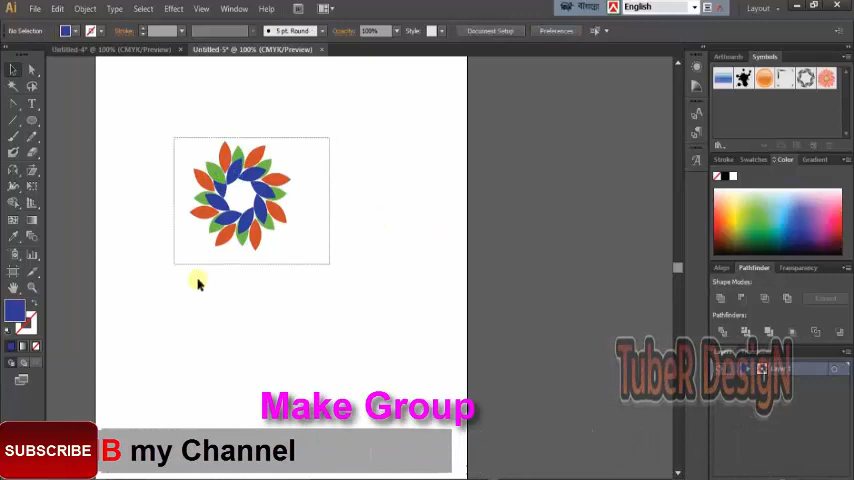 Ai File Edit Object Type Select Effect View Window Help
বাংলা English Layout
No Selection Stroke: 5 pt. Round Opacity: 100% Style: Document Setup Preferences
Untitled-4* @ 100% (CMYK/Preview) × Untitled-5* @ 100% (CMYK/Preview) ×
Artboards Symbols
Stroke Swatches Color Gradient
Align Pathfinder Transparency
Shape Modes:
Expand
Pathfinders:
Layers
TubeR DesigN
Make Group
SUBSCRIBE B my Channel